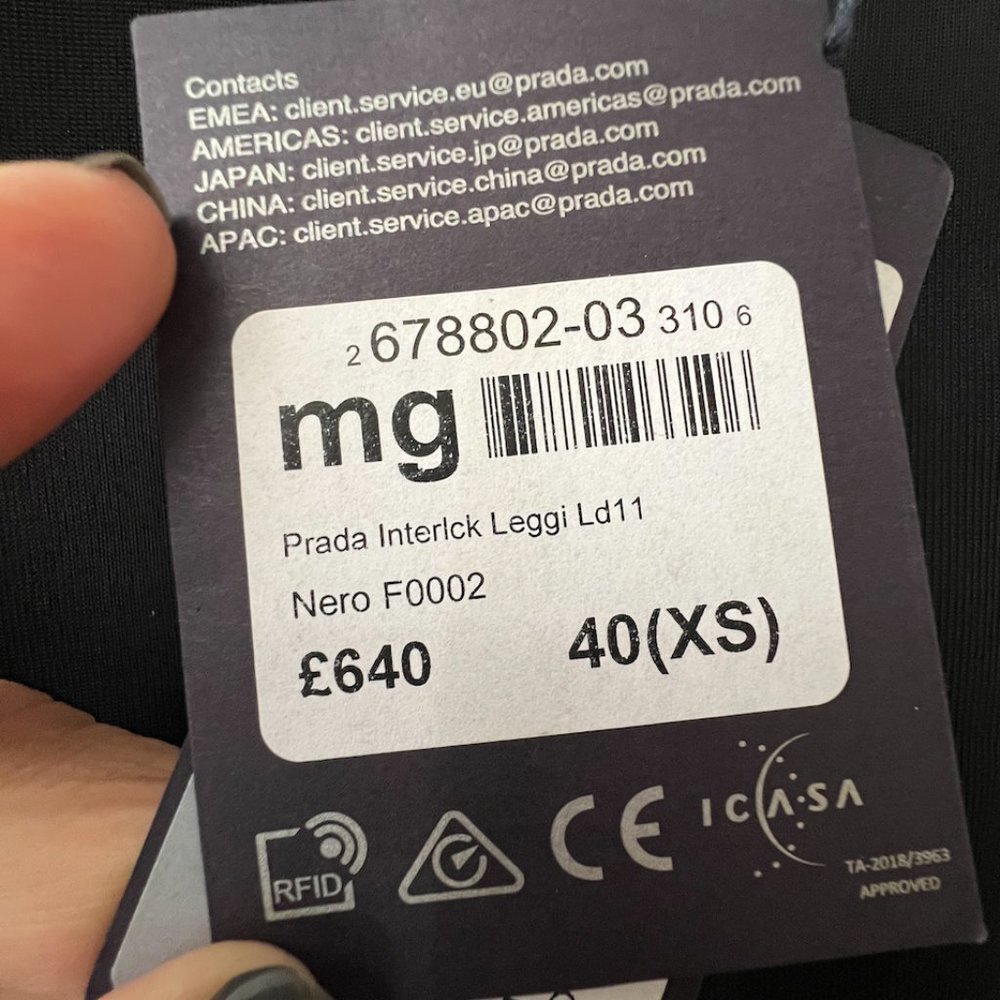 Contacts
EMEA: client.service.eu@prada.com
AMERICAS: client.service.americas@prada.com
JAPAN: client.service.jp@prada.com
CHINA: client.service.china@prada.com
APAC: client.service.apac@prada.com
2 678802-03 310 6
mg
Prada Interlck Leggi Ld11
Nero F0002
£640 40(XS)
RFID CE ICASA
TA-2018/3963
APPROVED